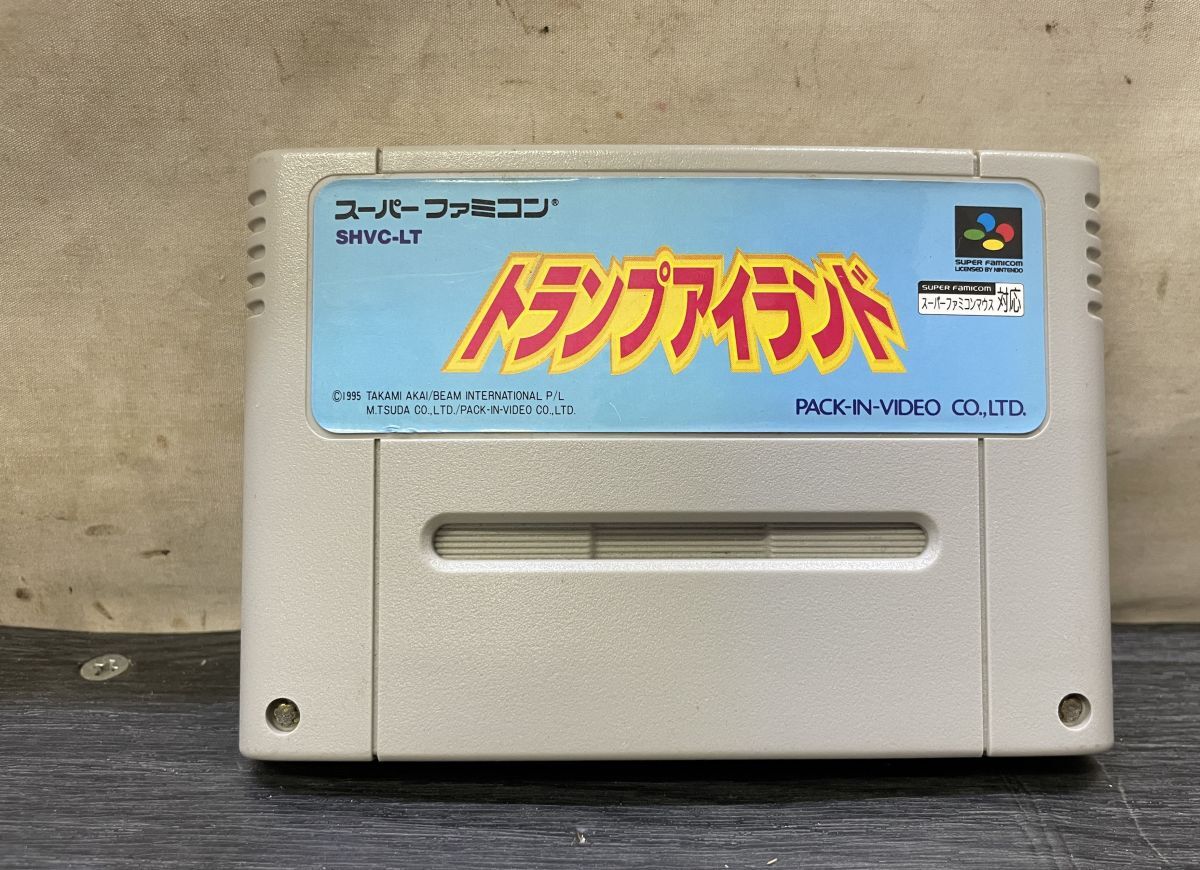 スーパーファミコン®
SHVC-LT
トランプアイランド
SUPER FAMICOM
LICENSED BY NINTENDO
SUPER FAMICOM
スーパーファミコンマウス 対応
©1995 TAKAMI AKAI/BEAM INTERNATIONAL P/L
M.TSUDA CO.,LTD./PACK-IN-VIDEO CO.,LTD.
PACK-IN-VIDEO CO.,LTD.